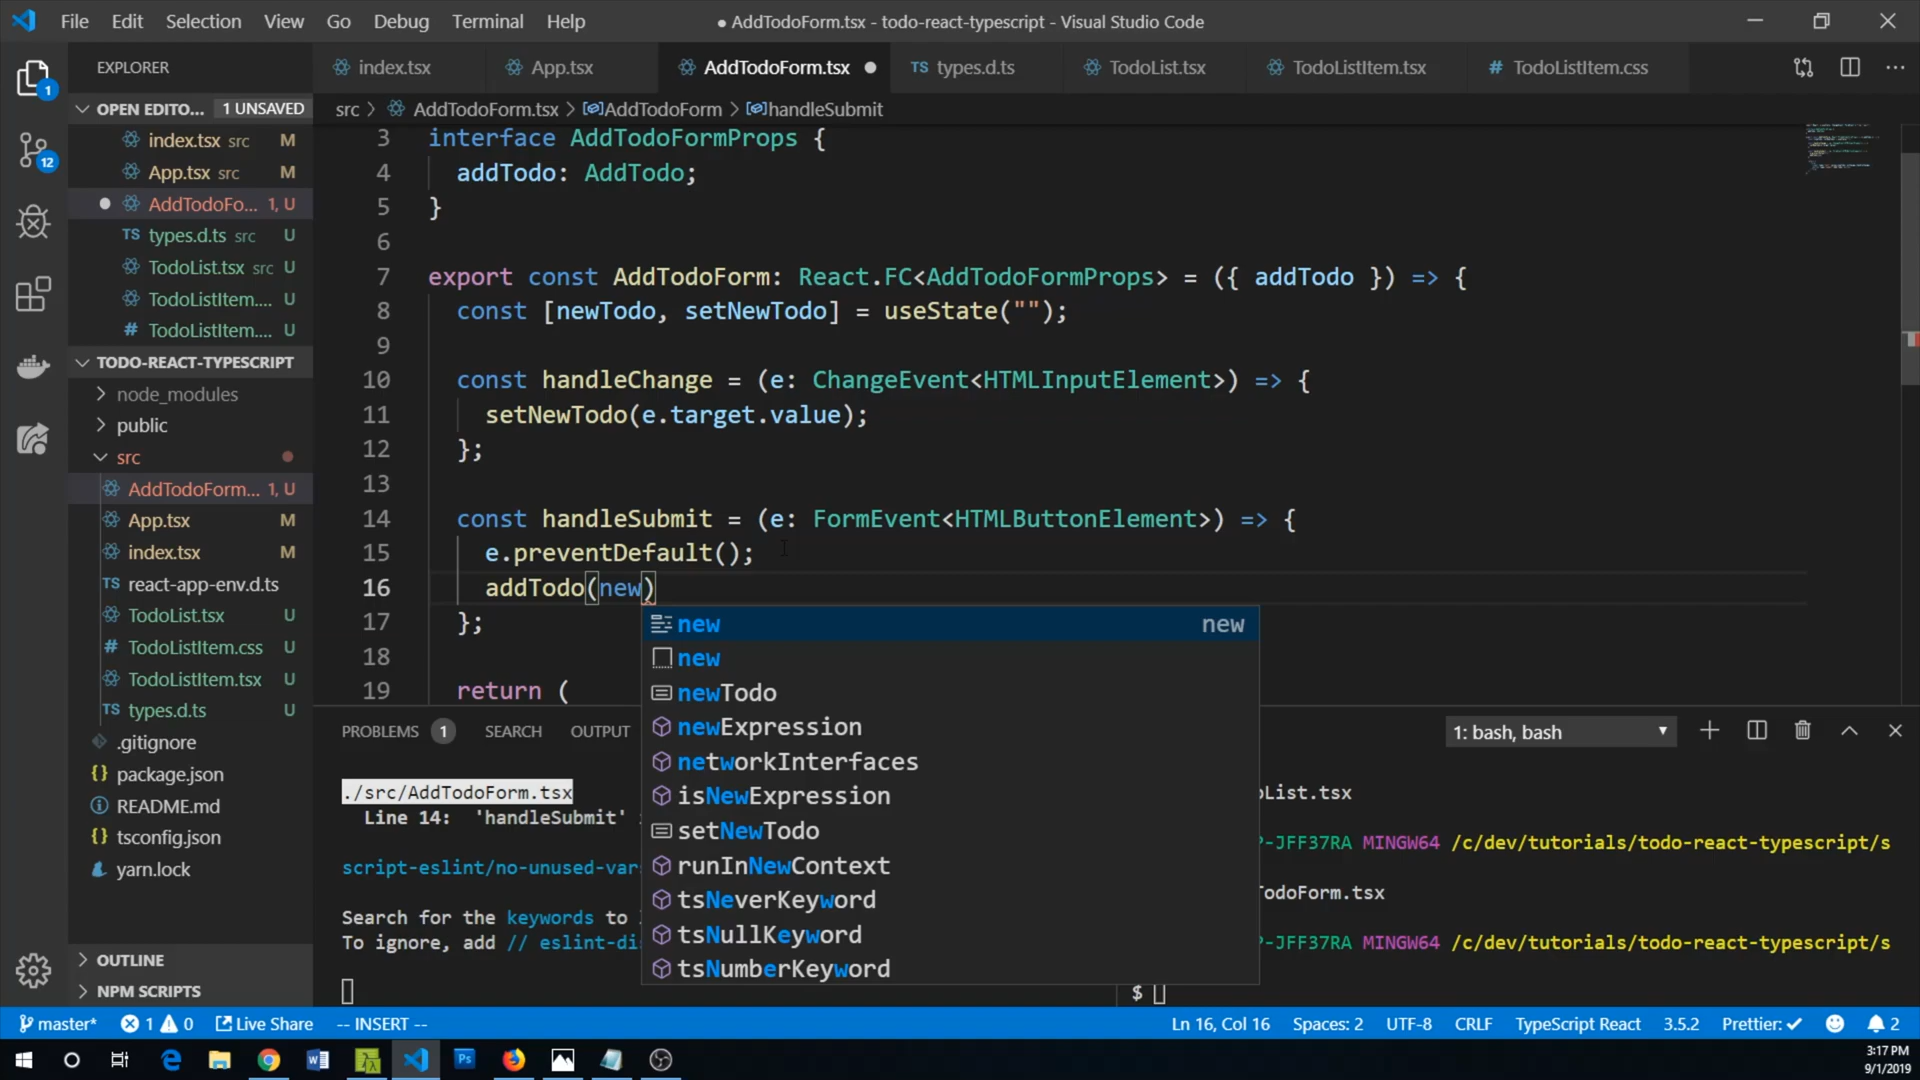 File Edit Selection View Go Debug Terminal Help
● AddTodoForm.tsx - todo-react-typescript - Visual Studio Code
EXPLORER
index.tsx
App.tsx
AddTodoForm.tsx
TS types.d.ts
TodoList.tsx
TodoListItem.tsx
# TodoListItem.css
1
12
OPEN EDITO... 1 UNSAVED
index.tsx src M
App.tsx src M
AddTodoFo... 1, U
TS types.d.ts src U
TodoList.tsx src U
TodoListItem.... U
# TodoListItem.... U
TODO-REACT-TYPESCRIPT
node_modules
public
src
AddTodoForm... 1, U
App.tsx M
index.tsx M
TS react-app-env.d.ts
TodoList.tsx U
# TodoListItem.css U
TodoListItem.tsx U
TS types.d.ts U
.gitignore
{} package.json
README.md
{} tsconfig.json
yarn.lock
OUTLINE
NPM SCRIPTS
src > AddTodoForm.tsx > AddTodoForm > handleSubmit
3 interface AddTodoFormProps {
4 addTodo: AddTodo;
5 }
6
7 export const AddTodoForm: React.FC<AddTodoFormProps> = ({ addTodo }) => {
8 const [newTodo, setNewTodo] = useState("");
9
10 const handleChange = (e: ChangeEvent<HTMLInputElement>) => {
11 setNewTodo(e.target.value);
12 };
13
14 const handleSubmit = (e: FormEvent<HTMLButtonElement>) => {
15 e.preventDefault();
16 addTodo(new)
17 };
18
19 return (
new new
new
newTodo
newExpression
networkInterfaces
isNewExpression
setNewTodo
runInNewContext
tsNeverKeyword
tsNullKeyword
tsNumberKeyword
PROBLEMS 1 SEARCH OUTPUT
1: bash, bash
./src/AddTodoForm.tsx
Line 14: 'handleSubmit'
script-eslint/no-unused-var
Search for the keywords to
To ignore, add // eslint-di
oList.tsx
P-JFF37RA MINGW64 /c/dev/tutorials/todo-react-typescript/s
TodoForm.tsx
P-JFF37RA MINGW64 /c/dev/tutorials/todo-react-typescript/s
$
master* 1 0 Live Share -- INSERT --
Ln 16, Col 16 Spaces: 2 UTF-8 CRLF TypeScript React 3.5.2 Prettier: ✓ 2
Ps
3:17 PM
9/1/2019